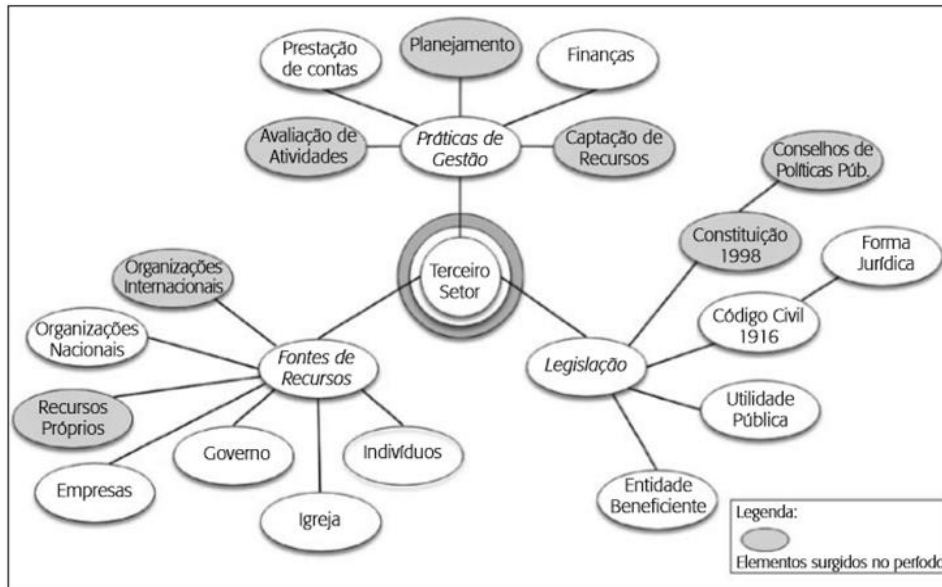 Prestação
de contas
Planejamento
Finanças
Avaliação de
Atividades
Práticas de
Gestão
Captação de
Recursos
Conselhos de
Políticas Púb.
Constituição
1998
Forma
Jurídica
Organizações
Internacionais
Terceiro
Setor
Código Civil
1916
Organizações
Nacionais
Fontes de
Recursos
Legislação
Recursos
Próprios
Utilidade
Pública
Governo
Indivíduos
Empresas
Igreja
Entidade
Beneficiente
Legenda:
Elementos surgidos no período